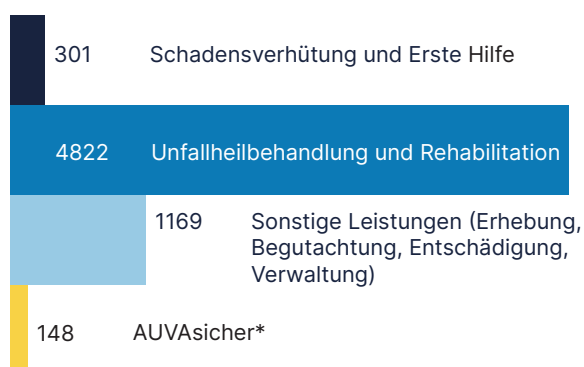 301 Schadensverhütung und Erste Hilfe
4822 Unfallheilbehandlung und Rehabilitation
1169 Sonstige Leistungen (Erhebung,
Begutachtung, Entschädigung,
Verwaltung)
148 AUVAsicher*